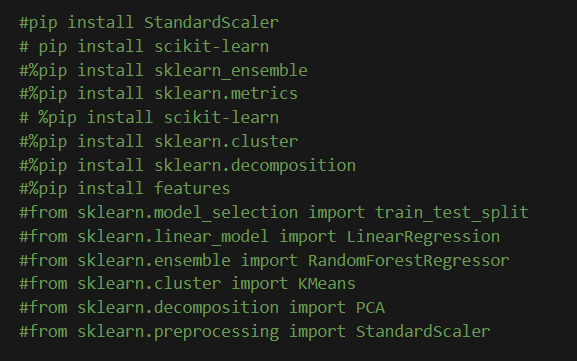 #pip install StandardScaler
# pip install scikit-learn
#%pip install sklearn_ensemble
#%pip install sklearn.metrics
# %pip install scikit-learn
#%pip install sklearn.cluster
#%pip install sklearn.decomposition
#%pip install features
#from sklearn.model_selection import train_test_split
#from sklearn.linear_model import LinearRegression
#from sklearn.ensemble import RandomForestRegressor
#from sklearn.cluster import KMeans
#from sklearn.decomposition import PCA
#from sklearn.preprocessing import StandardScaler